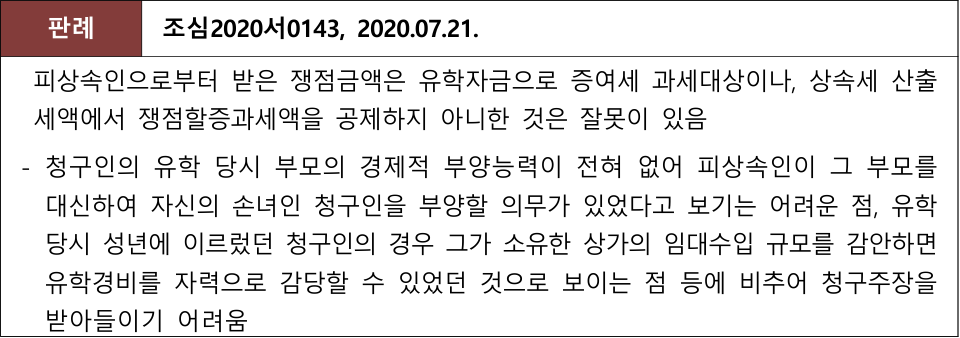 판례 조심2020서0143, 2020.07.21.
피상속인으로부터 받은 쟁점금액은 유학자금으로 증여세 과세대상이나, 상속세 산출
세액에서 쟁점할증과세액을 공제하지 아니한 것은 잘못이 있음
- 청구인의 유학 당시 부모의 경제적 부양능력이 전혀 없어 피상속인이 그 부모를
대신하여 자신의 손녀인 청구인을 부양할 의무가 있었다고 보기는 어려운 점, 유학
당시 성년에 이르렀던 청구인의 경우 그가 소유한 상가의 임대수입 규모를 감안하면
유학경비를 자력으로 감당할 수 있었던 것으로 보이는 점 등에 비추어 청구주장을
받아들이기 어려움